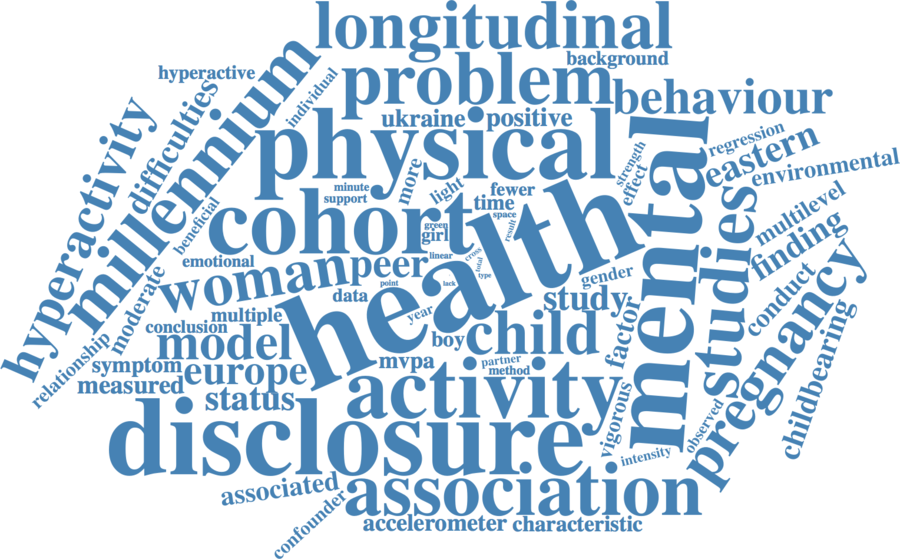 longitudinal
background
hyperactive
problem
behaviour
individual
millennium
difficulties
hyperactivity
ukraine
positive
physical
regression
eastern
environmental
strength
effect
mental
more
light
fewer
time
space
minute
support
cohort
green
girl
result
beneficial
emotional
woman
peer
linear
cross
total
type
health
studies
multilevel
finding
moderate
data
point
lack
year
gender
study
conduct
pregnancy
multiple
conclusion
model
boy
child
factor
childbearing
relationship
symptom
measured
europe
mvpa
partner
method
status
activity
vigorous
observed
intensity
disclosure
associated
association
confounder
accelerometer
characteristic